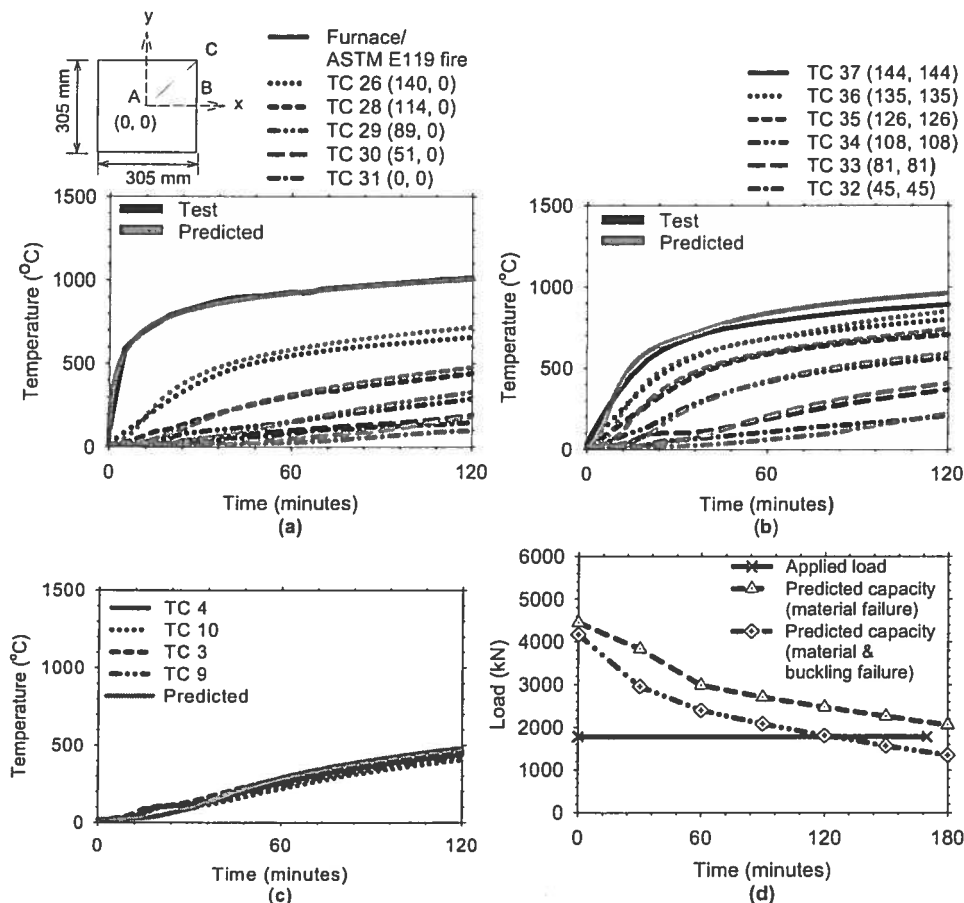 y
C
B
A
x
(0, 0)
305 mm
305 mm
Furnace/
ASTM E119 fire
TC 26 (140, 0)
TC 28 (114, 0)
TC 29 (89, 0)
TC 30 (51, 0)
TC 31 (0, 0)
1500
1000
500
0
Temperature (°C)
Test
Predicted
0
60
120
Time (minutes)
(a)
TC 37 (144, 144)
TC 36 (135, 135)
TC 35 (126, 126)
TC 34 (108, 108)
TC 33 (81, 81)
TC 32 (45, 45)
1500
1000
500
0
Temperature (°C)
Test
Predicted
0
60
120
Time (minutes)
(b)
1500
1000
500
0
Temperature (°C)
TC 4
TC 10
TC 3
TC 9
Predicted
0
60
120
Time (minutes)
(c)
6000
5000
4000
3000
2000
1000
0
Load (kN)
Applied load
Predicted capacity
(material failure)
Predicted capacity
(material &
buckling failure)
0
60
120
180
Time (minutes)
(d)